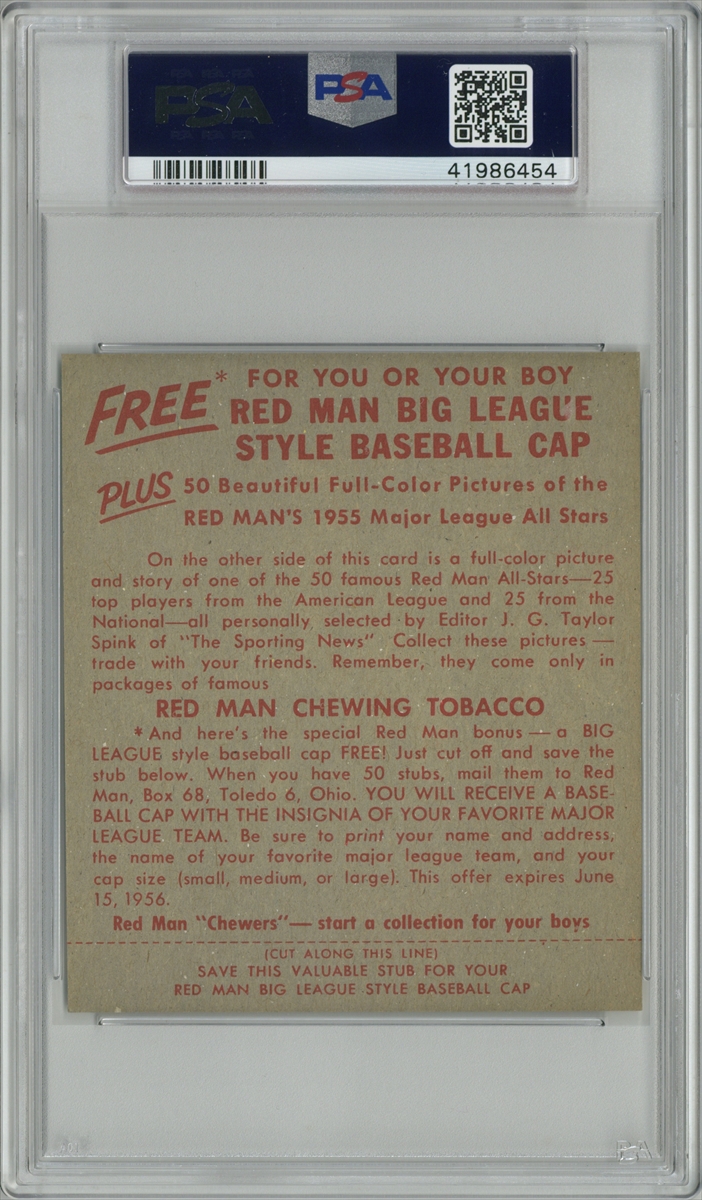 PSA
PSA
41986454
FREE* FOR YOU OR YOUR BOY
RED MAN BIG LEAGUE
STYLE BASEBALL CAP
PLUS 50 Beautiful Full-Color Pictures of the
RED MAN'S 1955 Major League All Stars
On the other side of this card is a full-color picture
and story of one of the 50 famous Red Man All-Stars—25
top players from the American League and 25 from the
National—all personally selected by Editor J. G. Taylor
Spink of "The Sporting News" Collect these pictures —
trade with your friends. Remember, they come only in
packages of famous
RED MAN CHEWING TOBACCO
*And here's the special Red Man bonus — a BIG
LEAGUE style baseball cap FREE! Just cut off and save the
stub below. When you have 50 stubs, mail them to Red
Man, Box 68, Toledo 6, Ohio. YOU WILL RECEIVE A BASE-
BALL CAP WITH THE INSIGNIA OF YOUR FAVORITE MAJOR
LEAGUE TEAM. Be sure to print your name and address,
the name of your favorite major league team, and your
cap size (small, medium, or large). This offer expires June
15, 1956.
Red Man "Chewers"— start a collection for your boys
(CUT ALONG THIS LINE)
SAVE THIS VALUABLE STUB FOR YOUR
RED MAN BIG LEAGUE STYLE BASEBALL CAP
PSA